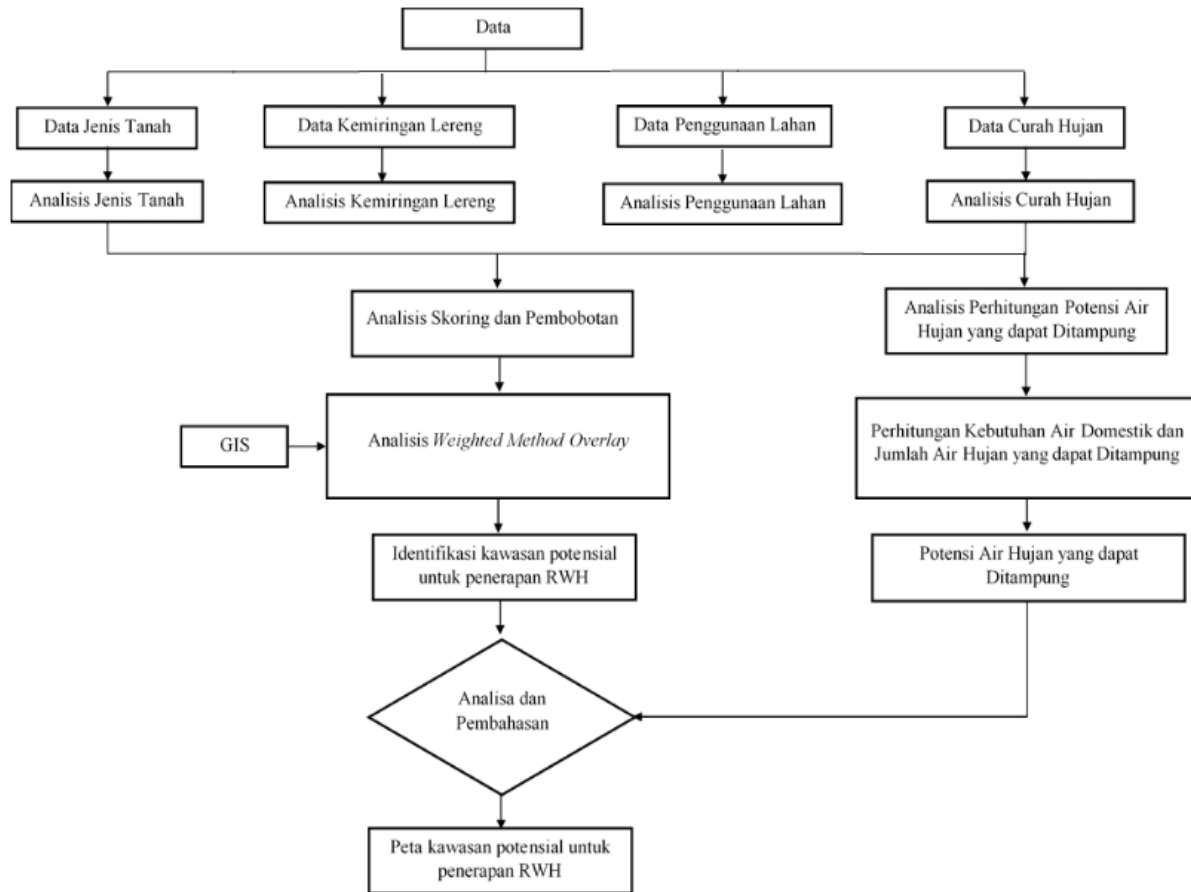 Data
Data Jenis Tanah
Data Kemiringan Lereng
Data Penggunaan Lahan
Data Curah Hujan
Analisis Jenis Tanah
Analisis Kemiringan Lereng
Analisis Penggunaan Lahan
Analisis Curah Hujan
Analisis Skoring dan Pembobotan
Analisis Perhitungan Potensi Air
Hujan yang dapat Ditampung
GIS
Analisis Weighted Method Overlay
Perhitungan Kebutuhan Air Domestik dan
Jumlah Air Hujan yang dapat Ditampung
Identifikasi kawasan potensial
untuk penerapan RWH
Potensi Air Hujan yang dapat
Ditampung
Analisa dan
Pembahasan
Peta kawasan potensial untuk
penerapan RWH